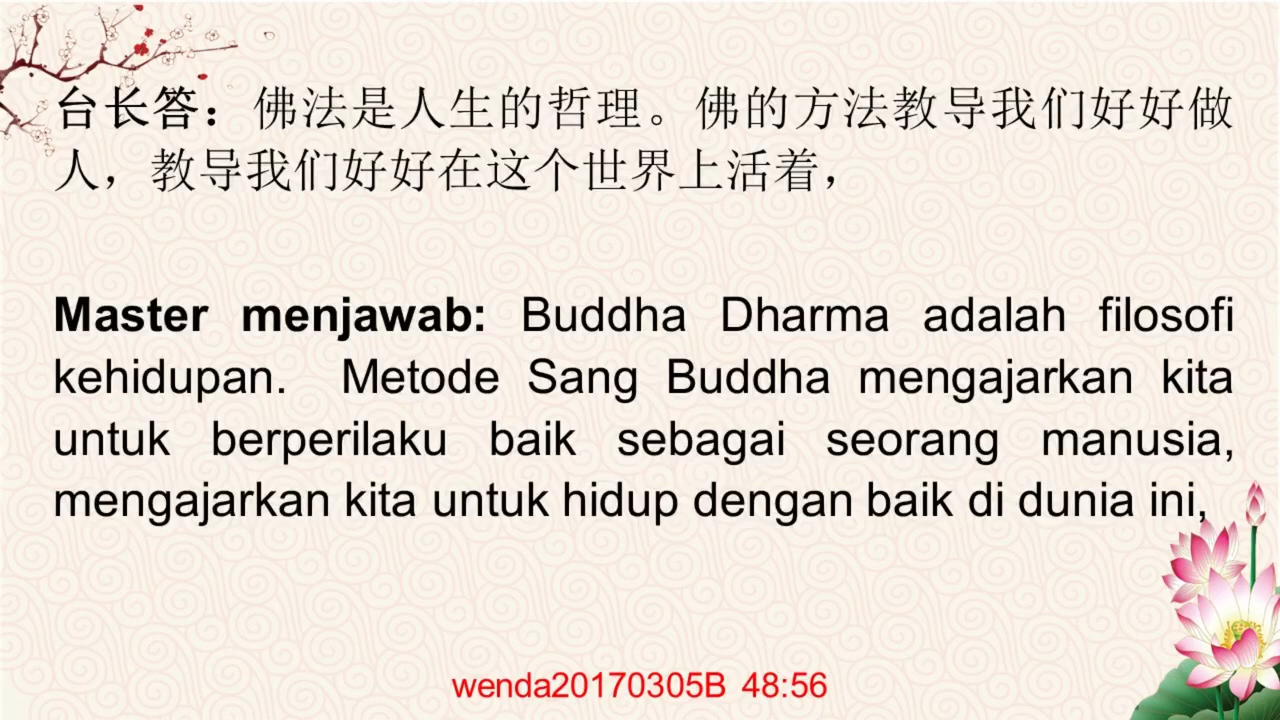 台长答：佛法是人生的哲理。佛的方法教导我们好好做
人，教导我们好好在这个世界上活着，
Master menjawab: Buddha Dharma adalah filosofi
kehidupan. Metode Sang Buddha mengajarkan kita
untuk berperilaku baik sebagai seorang manusia,
mengajarkan kita untuk hidup dengan baik di dunia ini,
wenda20170305B 48:56